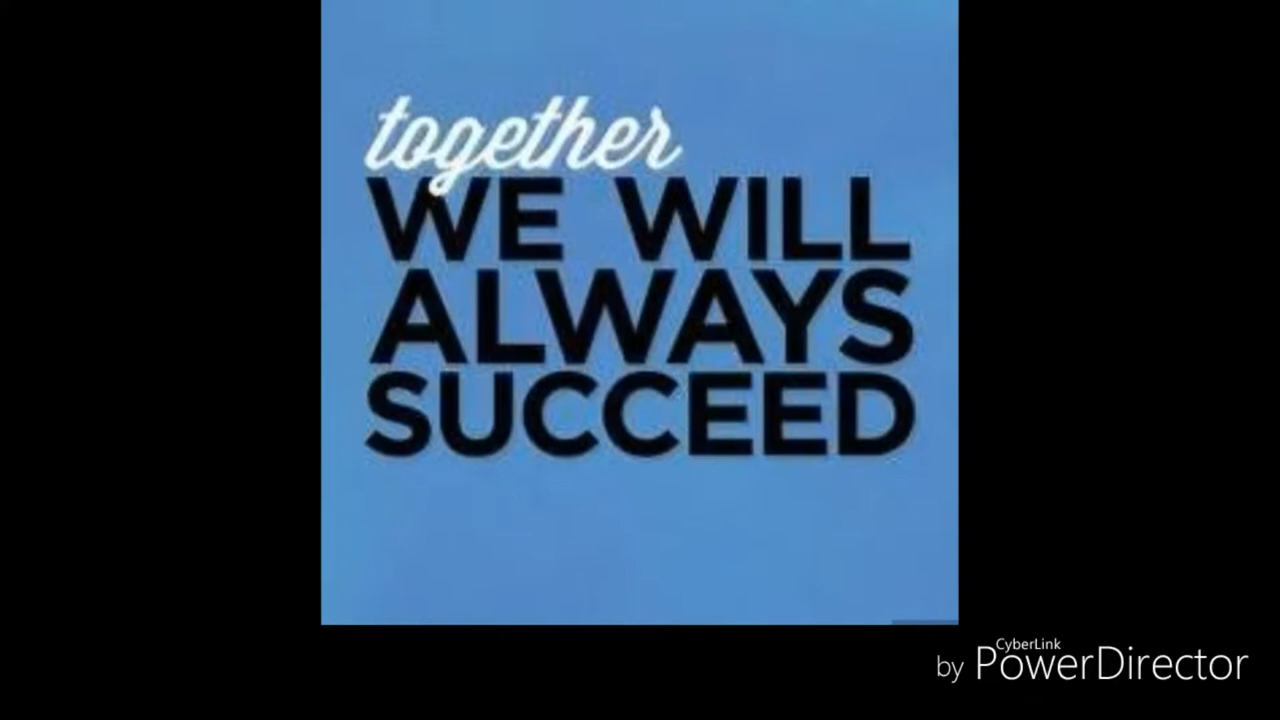 together
WE WILL
ALWAYS
SUCCEED
CyberLink
by PowerDirector